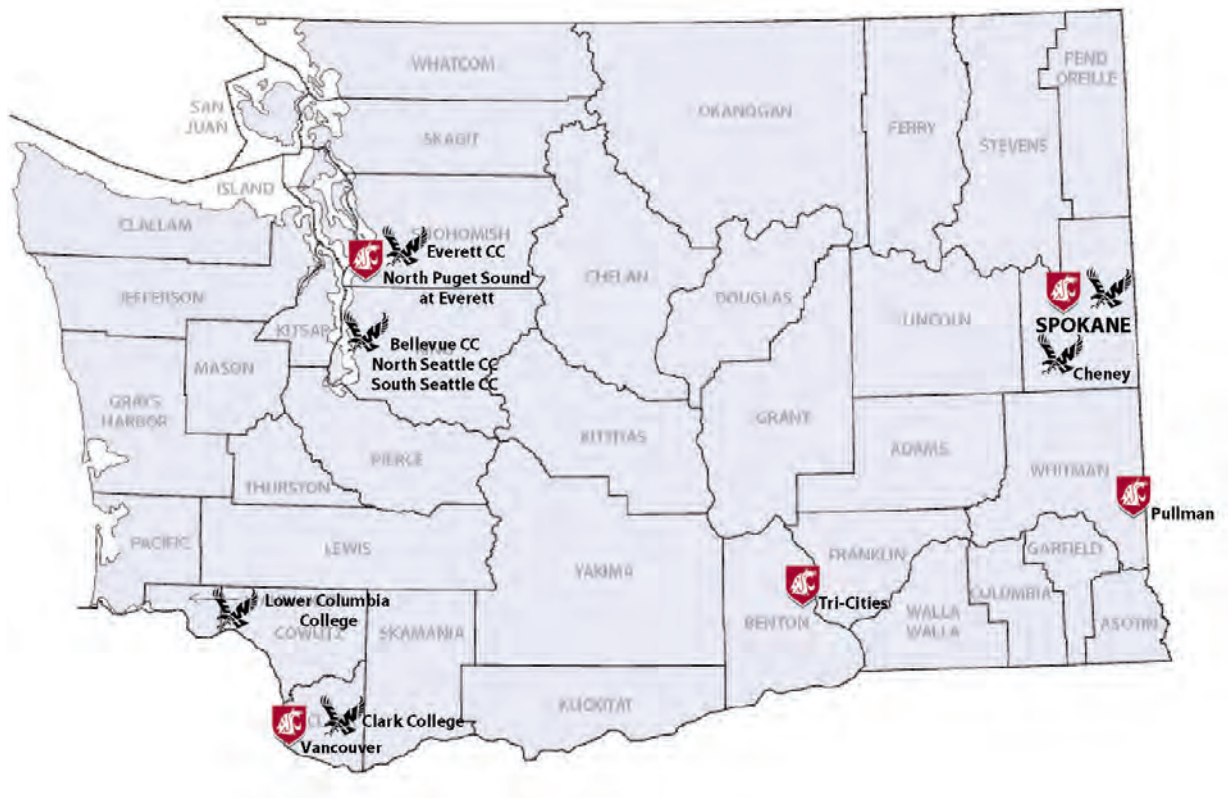 WHATCOM
PEND
OREILLE
SAN
JUAN
OKANOGAN
FERRY
SKAGIT
STEVENS
ISLAND
CLALLAM
SNOHOMISH
Everett CC
North Puget Sound
at Everett
CHELAN
DOUGLAS
JEFFERSON
LINCOLN
SPOKANE
KITSAP
Bellevue CC
North Seattle CC
South Seattle CC
MASON
Cheney
GRAYS
HARBOR
GRANT
KITTITAS
ADAMS
PIERCE
WHITMAN
THURSTON
Pullman
PACIFIC
LEWIS
FRANKLIN
GARFIELD
YAKIMA
Lower Columbia
College
Tri-Cities
COLUMBIA
COWLITZ
SKAMANIA
BENTON
WALLA
WALLA
ASOTIN
KLICKITAT
Clark College
Vancouver